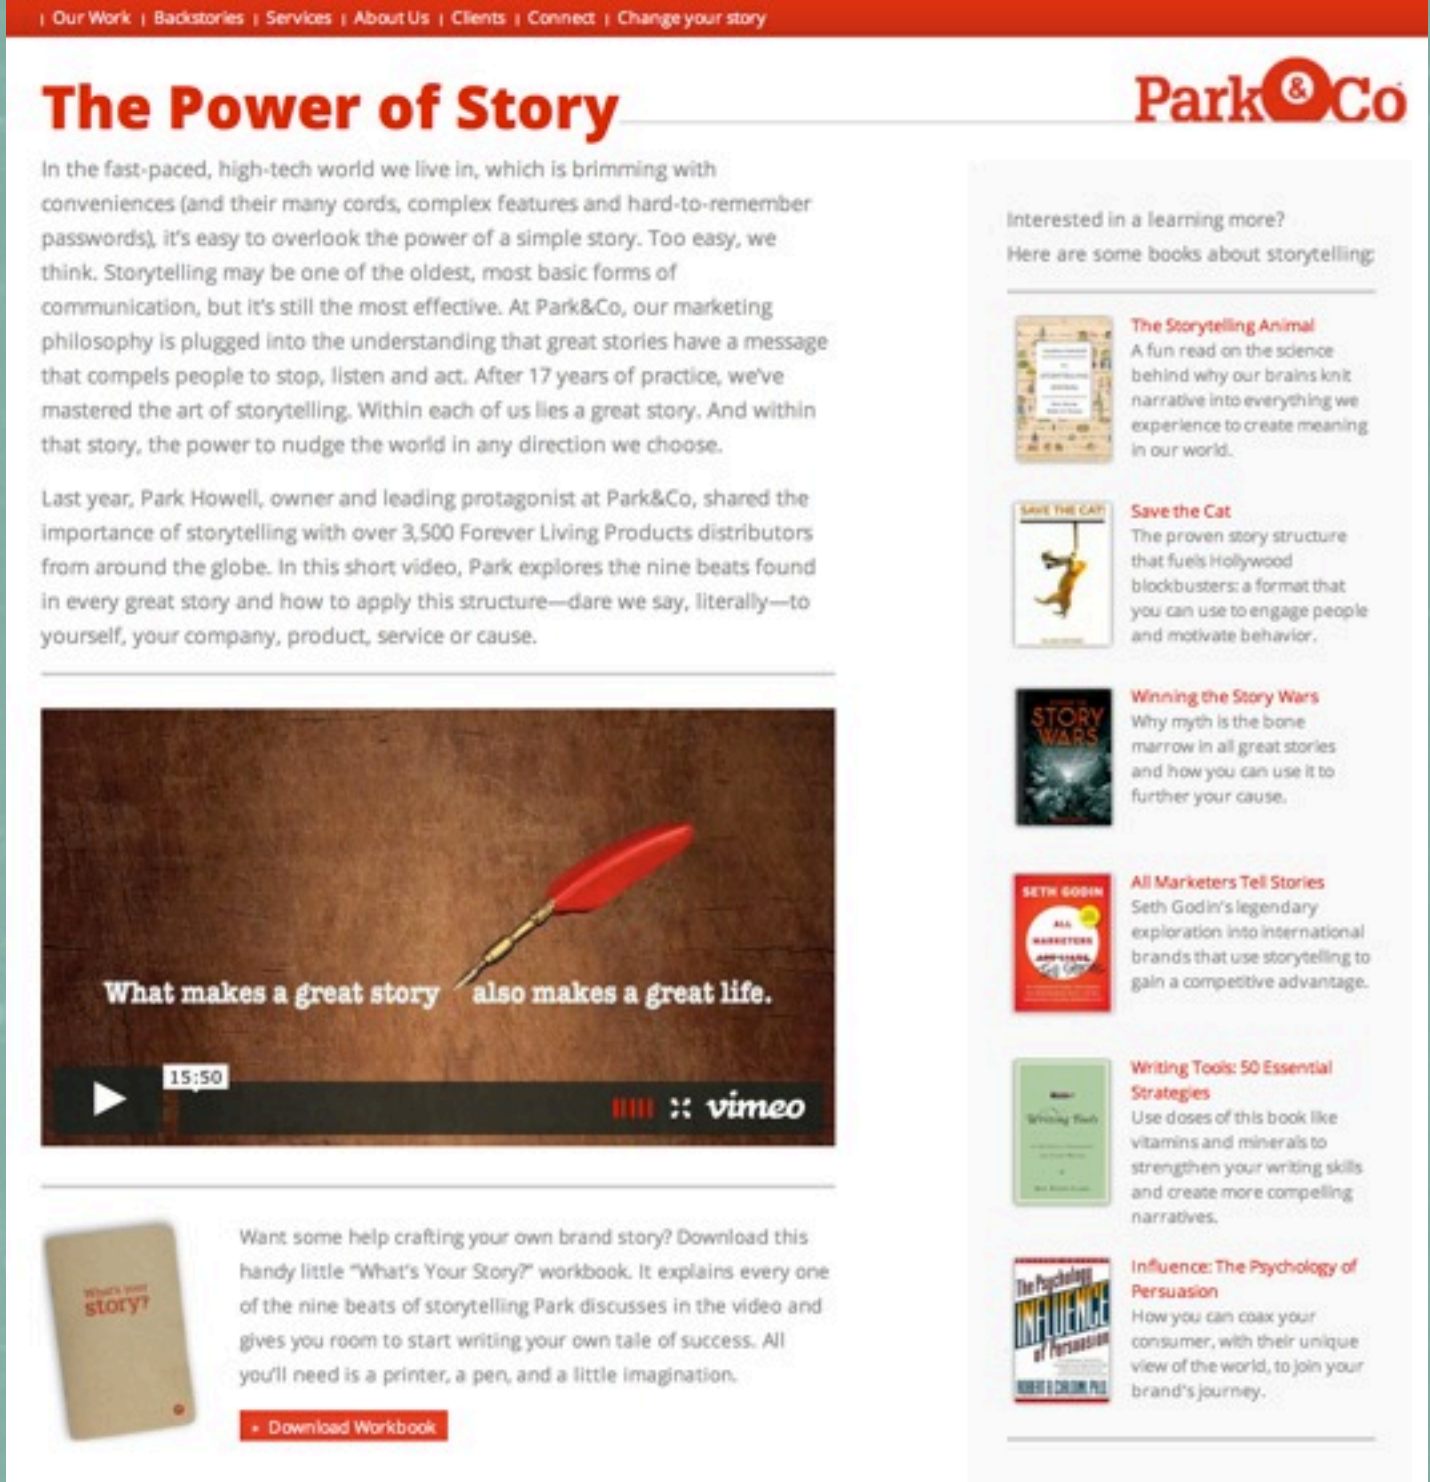 Our Work | Backstories | Services | About Us | Clients | Connect | Change your story
The Power of Story
Park&Co
In the fast-paced, high-tech world we live in, which is brimming with
conveniences (and their many cords, complex features and hard-to-remember
passwords), it's easy to overlook the power of a simple story. Too easy, we
think. Storytelling may be one of the oldest, most basic forms of
communication, but it's still the most effective. At Park&Co, our marketing
philosophy is plugged into the understanding that great stories have a message
that compels people to stop, listen and act. After 17 years of practice, we've
mastered the art of storytelling. Within each of us lies a great story. And within
that story, the power to nudge the world in any direction we choose.
Last year, Park Howell, owner and leading protagonist at Park&Co, shared the
importance of storytelling with over 3,500 Forever Living Products distributors
from around the globe. In this short video, Park explores the nine beats found
in every great story and how to apply this structure—dare we say, literally—to
yourself, your company, product, service or cause.
What makes a great story also makes a great life.
15:50
vimeo
What's your
story?
Want some help crafting your own brand story? Download this
handy little "What's Your Story?" workbook. It explains every one
of the nine beats of storytelling Park discusses in the video and
gives you room to start writing your own tale of success. All
you'll need is a printer, a pen, and a little imagination.
Download Workbook
Interested in a learning more?
Here are some books about storytelling:
The Storytelling Animal
A fun read on the science
behind why our brains knit
narrative into everything we
experience to create meaning
in our world.
SAVE THE CAT!
Save the Cat
The proven story structure
that fuels Hollywood
blockbusters: a format that
you can use to engage people
and motivate behavior.
STORY
WARS
Winning the Story Wars
Why myth is the bone
marrow in all great stories
and how you can use it to
further your cause.
SETH GODIN
ALL
MARKETERS
All Marketers Tell Stories
Seth Godin's legendary
exploration into international
brands that use storytelling to
gain a competitive advantage.
Writing Tools
Writing Tools: 50 Essential
Strategies
Use doses of this book like
vitamins and minerals to
strengthen your writing skills
and create more compelling
narratives.
The Psychology
INFLUENCE
of Persuasion
ROBERT B. CIALDINI, PH.D.
Influence: The Psychology of
Persuasion
How you can coax your
consumer, with their unique
view of the world, to join your
brand's journey.